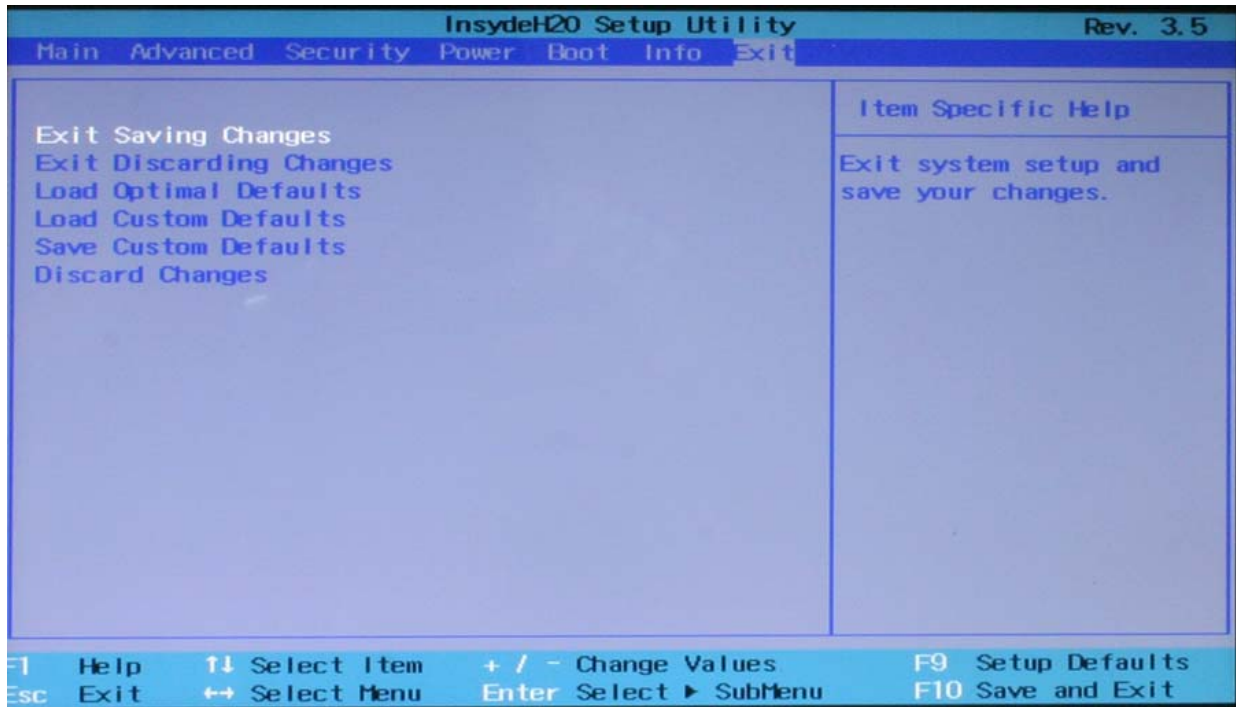 InsydeH2O Setup Utility Rev. 3.5
Main Advanced Security Power Boot Info Exit
Exit Saving Changes
Exit Discarding Changes
Load Optimal Defaults
Load Custom Defaults
Save Custom Defaults
Discard Changes
Item Specific Help
Exit system setup and
save your changes.
F1 Help ↑↓ Select Item + / - Change Values F9 Setup Defaults
Esc Exit ↔ Select Menu Enter Select ▶ SubMenu F10 Save and Exit